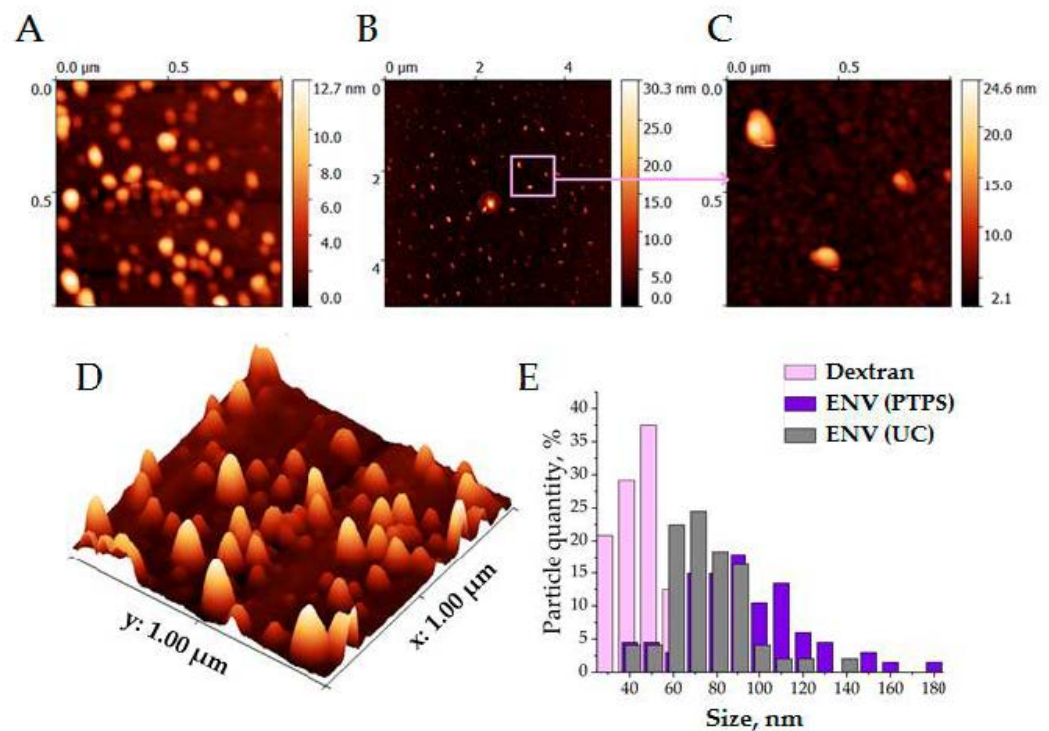 A
0.0 µm 0.5
0.0
0.5
12.7 nm
10.0
8.0
6.0
4.0
2.0
0.0
B
0 µm 2 4
0
2
4
30.3 nm
25.0
20.0
15.0
10.0
5.0
0.0
C
0.0 µm 0.5
0.0
0.5
24.6 nm
20.0
15.0
10.0
2.1
D
y: 1.00 µm
x: 1.00 µm
E
Dextran
ENV (PTPS)
ENV (UC)
Particle quantity, %
40
35
30
25
20
15
10
5
0
40 60 80 100 120 140 160 180
Size, nm